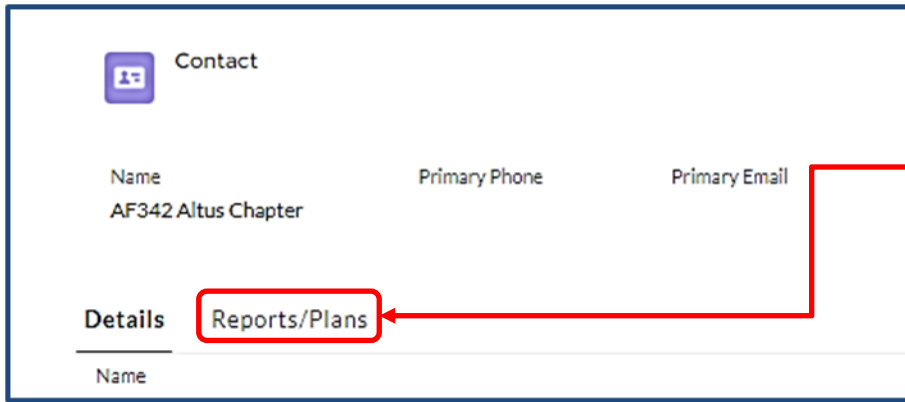 Contact
Name Primary Phone Primary Email
AF342 Altus Chapter
Details Reports/Plans
Name